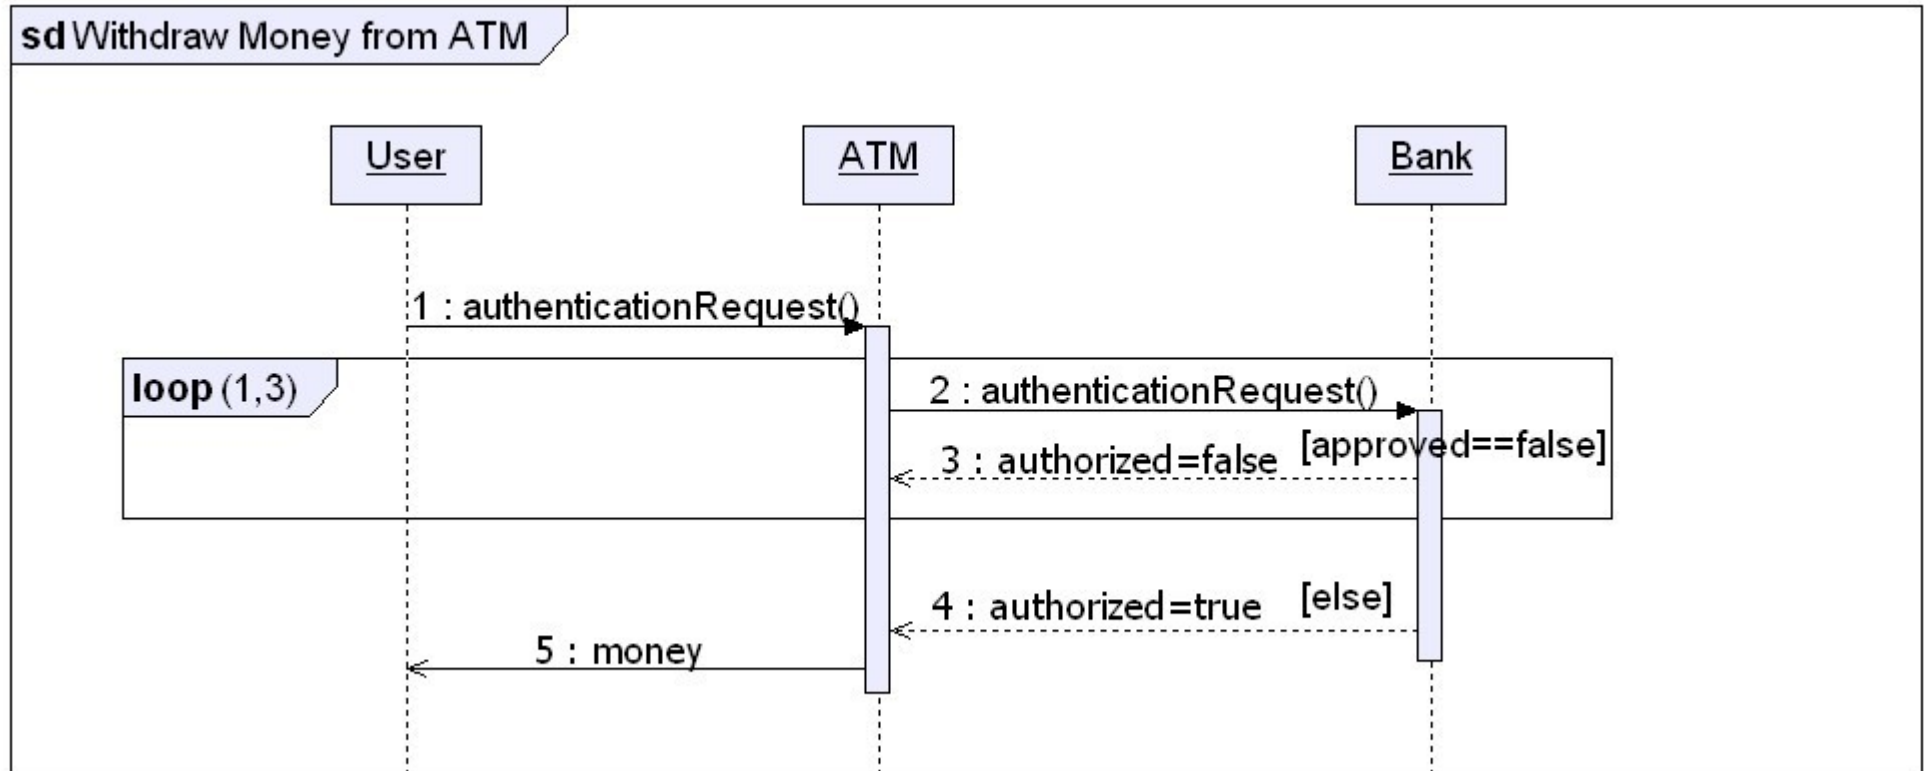 sd Withdraw Money from ATM
User
ATM
Bank
1 : authenticationRequest()
loop (1,3)
2 : authenticationRequest()
[approved==false]
3 : authorized=false
[else]
4 : authorized=true
5 : money